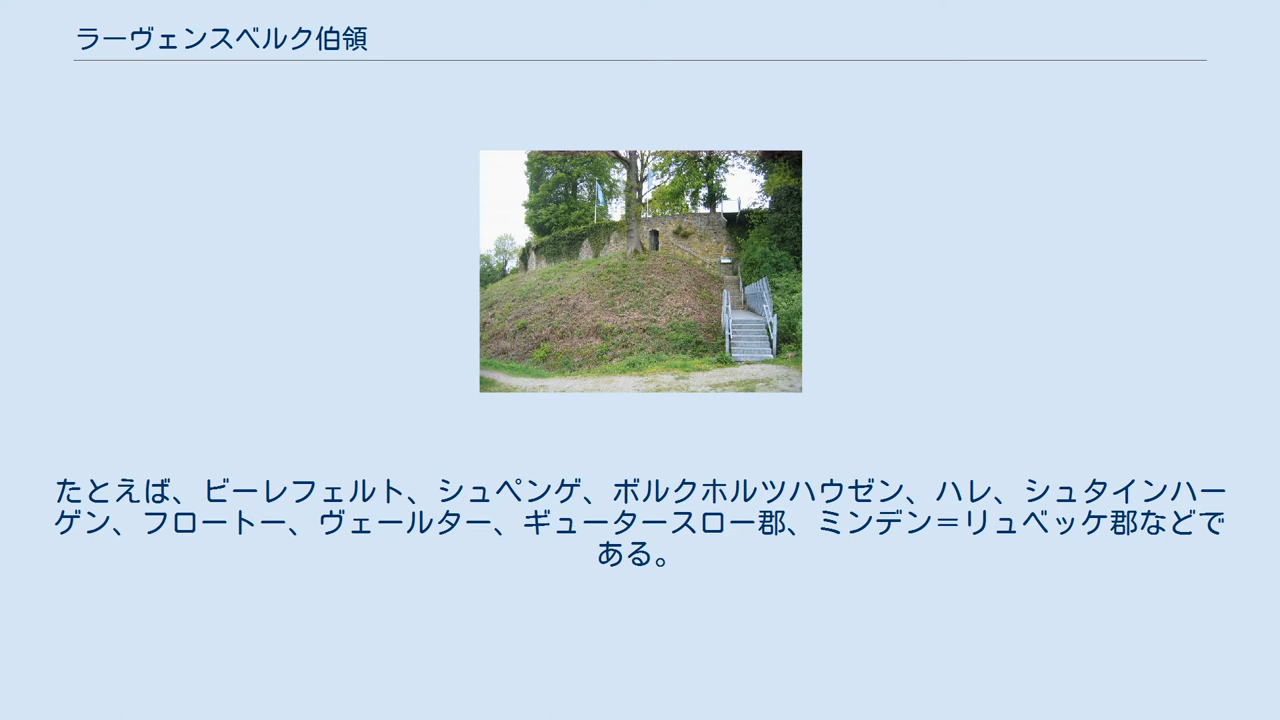 ラーヴェンスベルク伯領
たとえば、ビーレフェルト、シュペンゲ、ボルクホルツハウゼン、ハレ、シュタインハー
ゲン、フロートー、ヴェールター、ギュータースロー郡、ミンデン＝リュベッケ郡などで
ある。